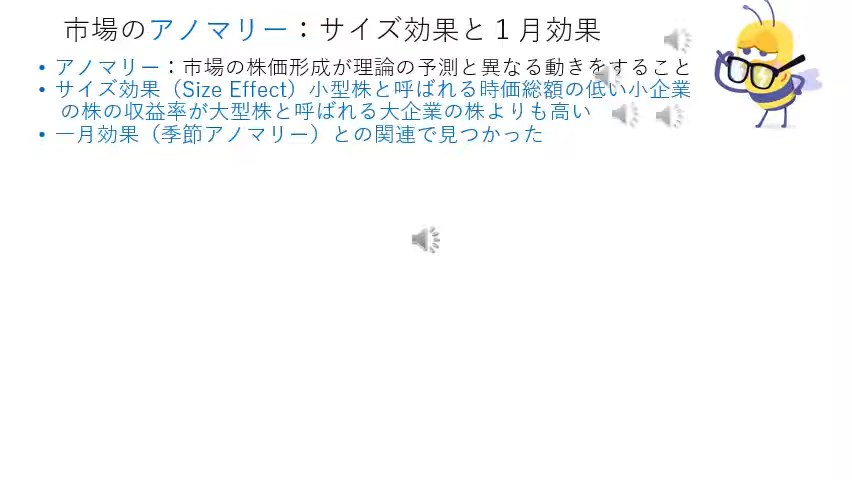 市場のアノマリー：サイズ効果と１月効果
• アノマリー：市場の株価形成が理論の予測と異なる動きをすること
• サイズ効果（Size Effect）小型株と呼ばれる時価総額の低い小企業
の株の収益率が大型株と呼ばれる大企業の株よりも高い
• 一月効果（季節アノマリー）との関連で見つかった